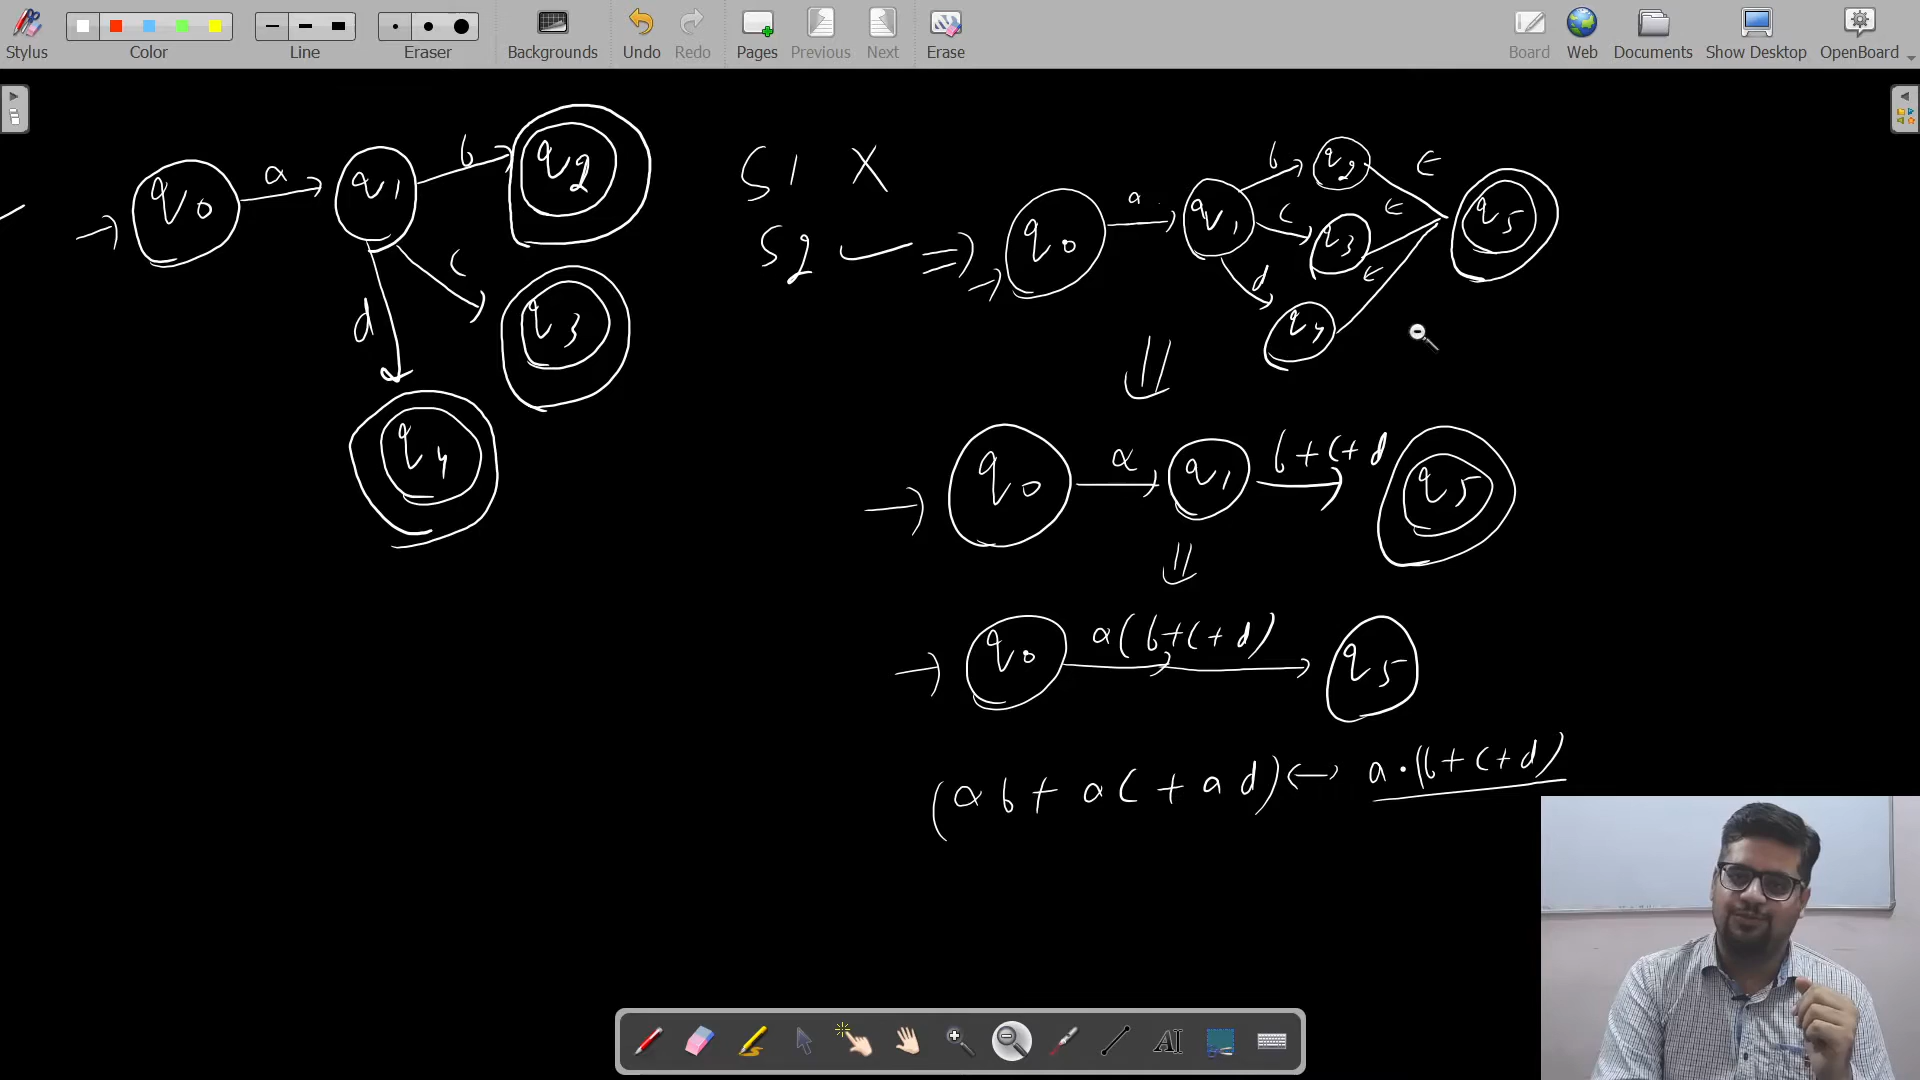 Stylus Color Line Eraser Backgrounds Undo Redo Pages Previous Next Erase Board Web Documents Show Desktop OpenBoard
q0 a q1 b q2
c q3
d q4
S1 X
S2 ✓ ⇒
q0 a q1 b q2 ε
c q3 ε q5
d q4 ε
⇓
→ q0 a → q1 b+c+d → q5
⇓
→ q0 a(b+c+d) → q5
(ab + ac + ad) ↔ a·(b+c+d)
AI